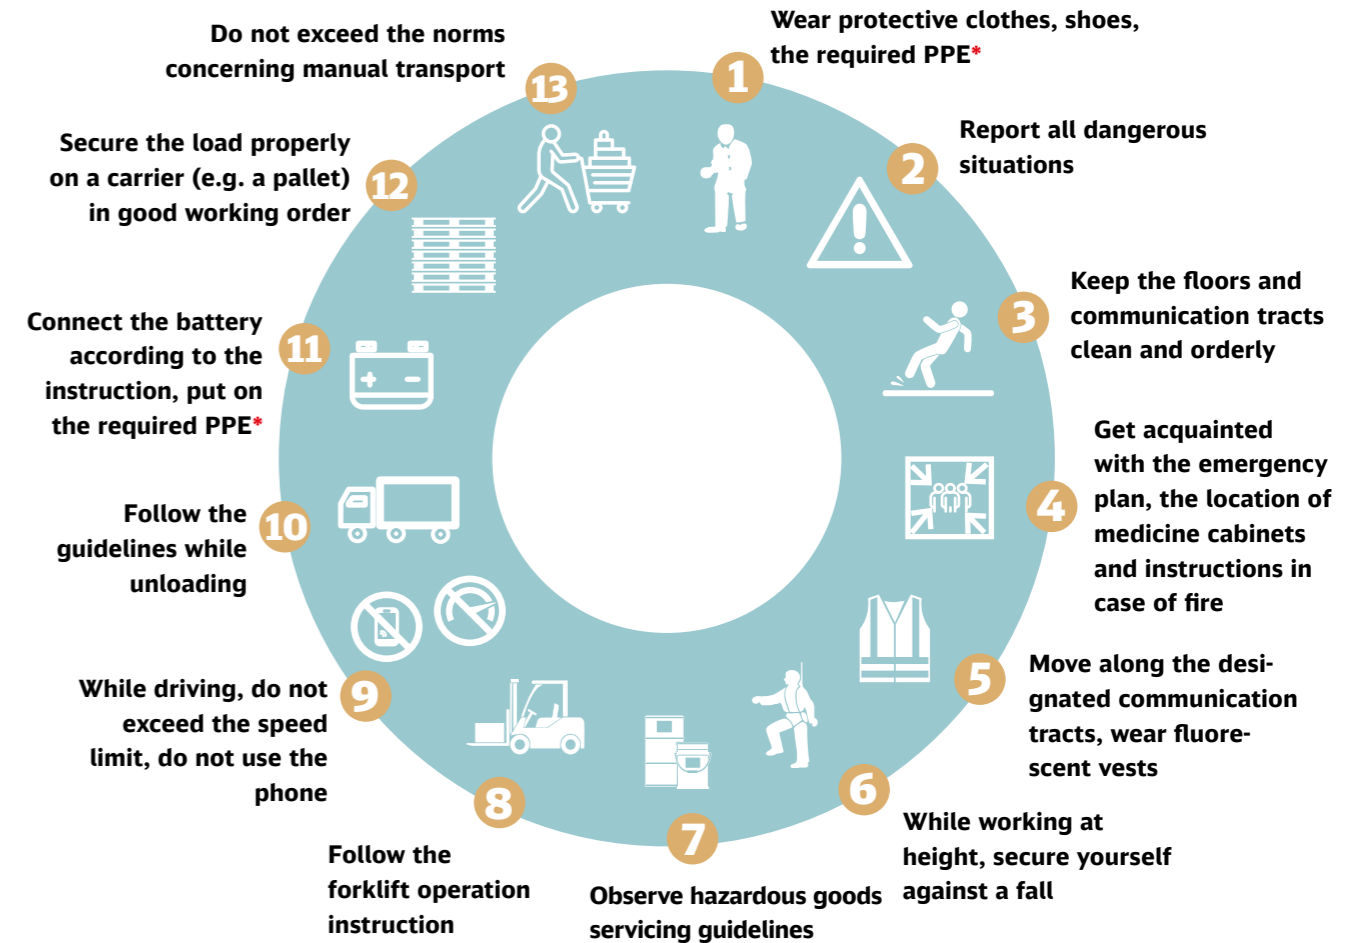 1
Wear protective clothes, shoes,
the required PPE*
2
Report all dangerous
situations
3
Keep the floors and
communication tracts
clean and orderly
4
Get acquainted
with the emergency
plan, the location of
medicine cabinets
and instructions in
case of fire
5
Move along the desi-
gnated communication
tracts, wear fluore-
scent vests
6
While working at
height, secure yourself
against a fall
7
Observe hazardous goods
servicing guidelines
8
Follow the
forklift operation
instruction
9
While driving, do not
exceed the speed
limit, do not use the
phone
10
Follow the
guidelines while
unloading
11
Connect the battery
according to the
instruction, put on
the required PPE*
12
Secure the load properly
on a carrier (e.g. a pallet)
in good working order
13
Do not exceed the norms
concerning manual transport